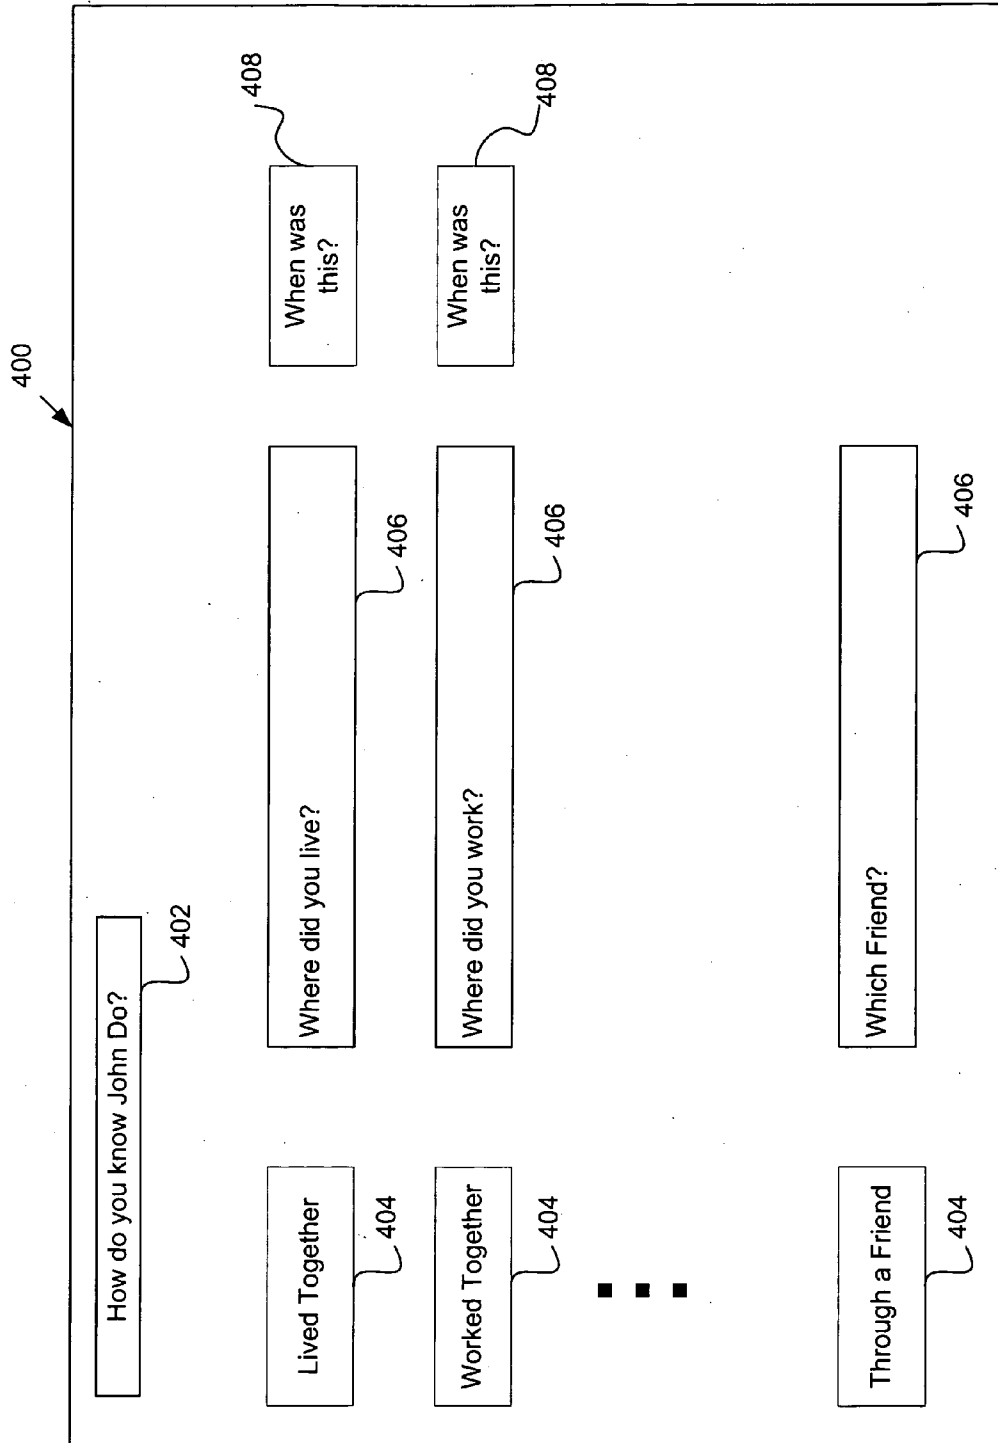 400
How do you know John Do?
402
Lived Together
404
Where did you live?
406
When was
this?
408
Worked Together
404
Where did you work?
406
When was
this?
408
Through a Friend
404
Which Friend?
406